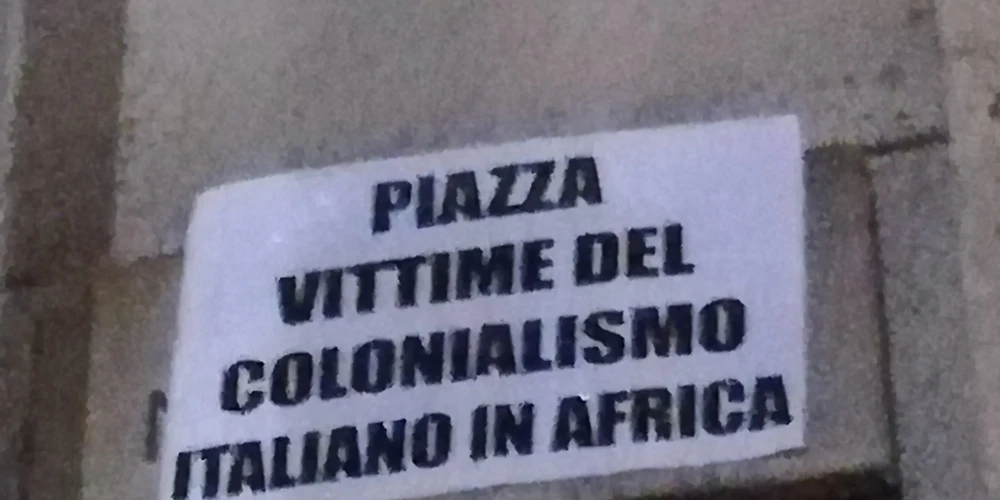 PIAZZA
VITTIME DEL
COLONIALISMO
ITALIANO IN AFRICA